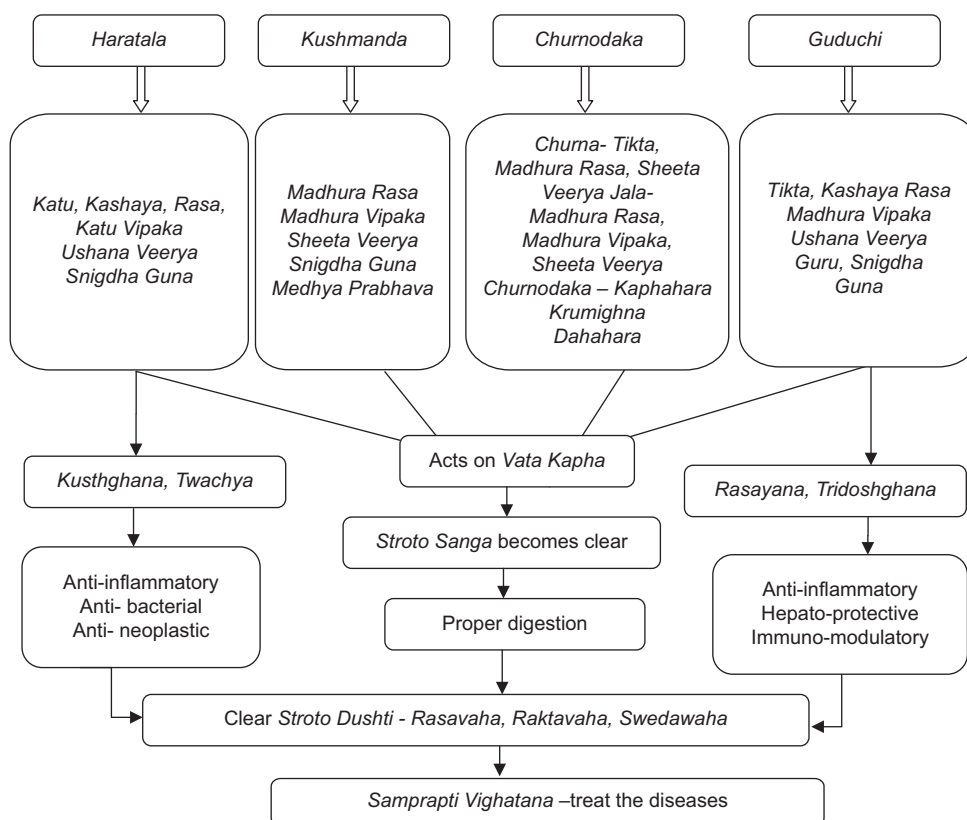 Haratala
Kushmanda
Churnodaka
Guduchi
Katu, Kashaya, Rasa,
Katu Vipaka
Ushana Veerya
Snigdha Guna
Madhura Rasa
Madhura Vipaka
Sheeta Veerya
Snigdha Guna
Medhya Prabhava
Churna- Tikta,
Madhura Rasa, Sheeta
Veerya Jala-
Madhura Rasa,
Madhura Vipaka,
Sheeta Veerya
Churnodaka – Kaphahara
Krumighna
Dahahara
Tikta, Kashaya Rasa
Madhura Vipaka
Ushana Veerya
Guru, Snigdha
Guna
Acts on Vata Kapha
Kusthghana, Twachya
Rasayana, Tridoshghana
Stroto Sanga becomes clear
Anti-inflammatory
Anti- bacterial
Anti- neoplastic
Proper digestion
Anti-inflammatory
Hepato-protective
Immuno-modulatory
Clear Stroto Dushti - Rasavaha, Raktavaha, Swedawaha
Samprapti Vighatana –treat the diseases